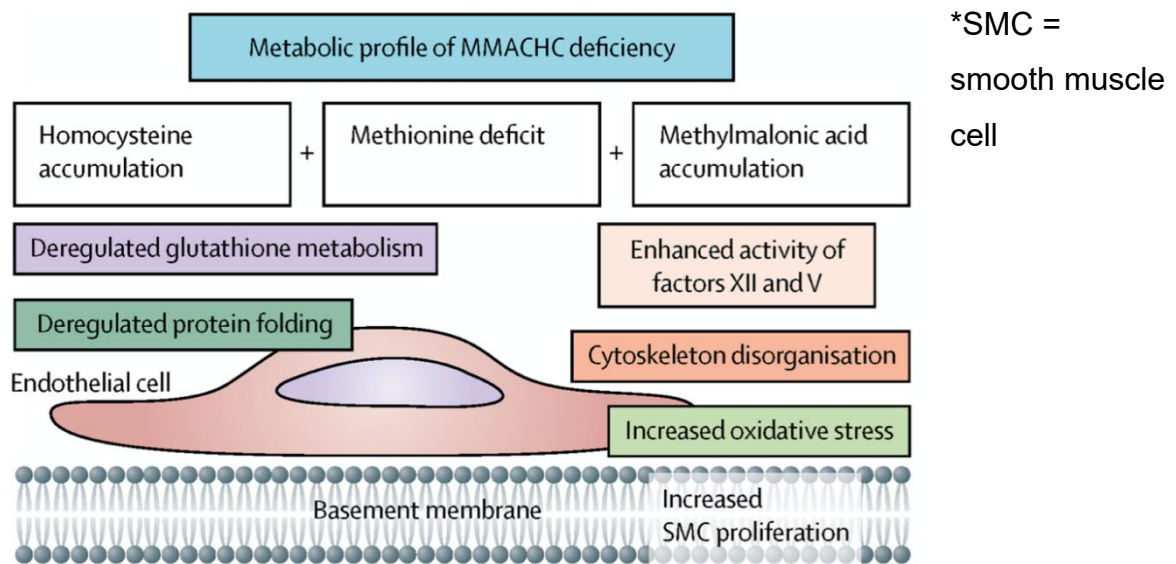 Metabolic profile of MMACHC deficiency
*SMC =
smooth muscle
cell
Homocysteine
accumulation
+
Methionine deficit
+
Methylmalonic acid
accumulation
Deregulated glutathione metabolism
Enhanced activity of
factors XII and V
Deregulated protein folding
Cytoskeleton disorganisation
Endothelial cell
Increased oxidative stress
Basement membrane
Increased
SMC proliferation